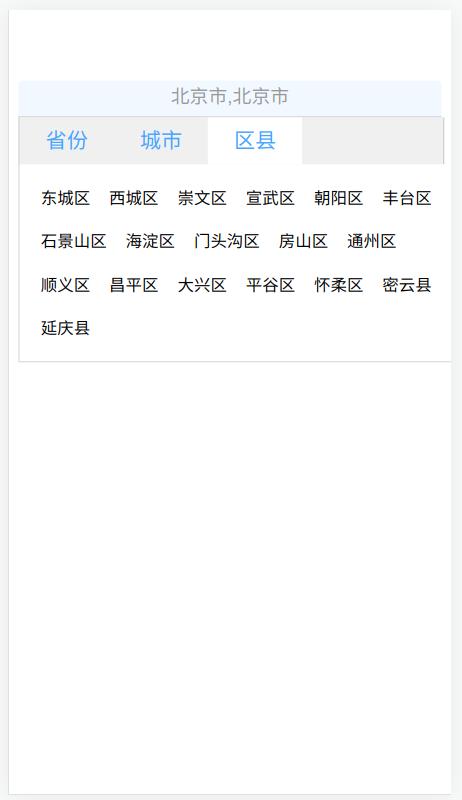 北京市,北京市
省份 城市 区县
东城区 西城区 崇文区 宣武区 朝阳区 丰台区
石景山区 海淀区 门头沟区 房山区 通州区
顺义区 昌平区 大兴区 平谷区 怀柔区 密云县
延庆县